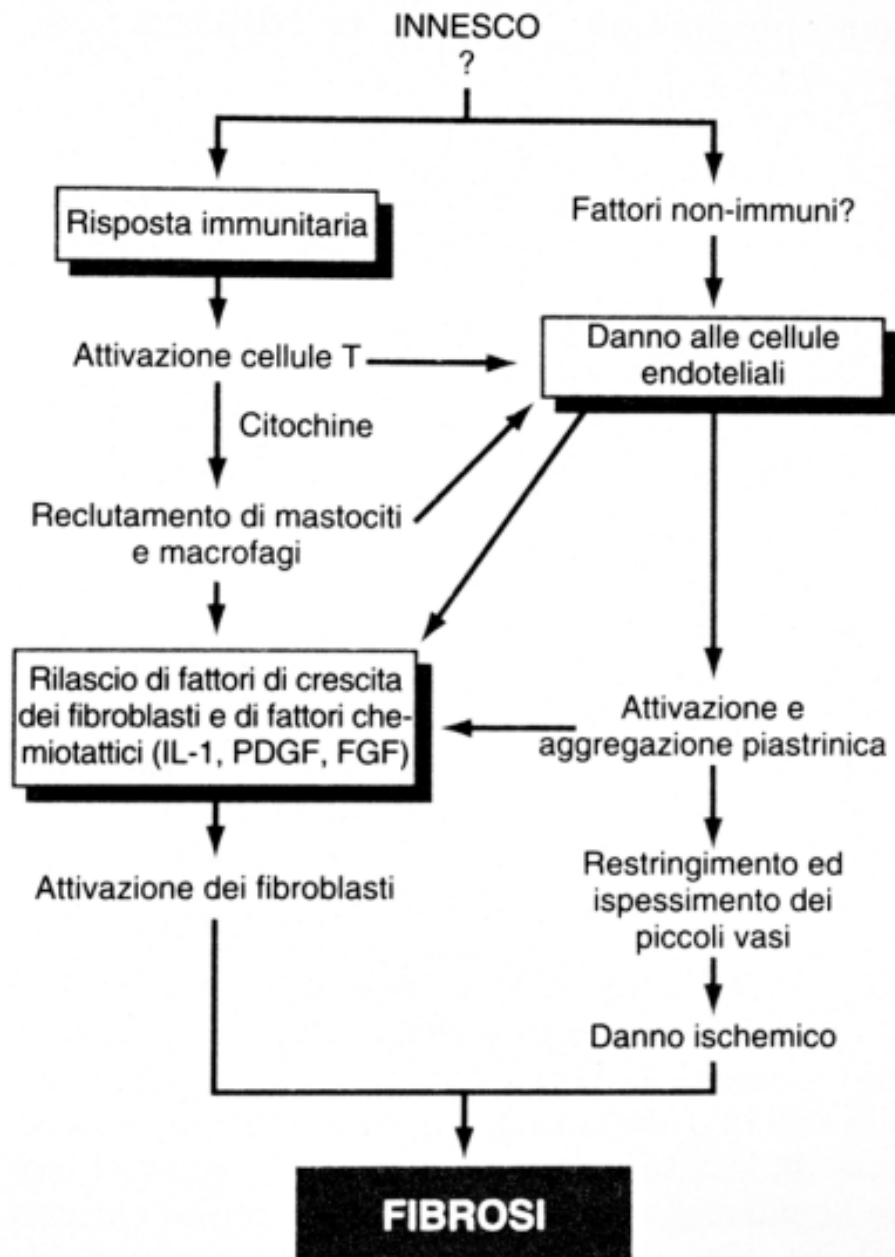 INNESCO
?
Risposta immunitaria
Fattori non-immuni?
Attivazione cellule T
Danno alle cellule
endoteliali
Citochine
Reclutamento di mastociti
e macrofagi
Rilascio di fattori di crescita
dei fibroblasti e di fattori che-
miotattici (IL-1, PDGF, FGF)
Attivazione e
aggregazione piastrinica
Attivazione dei fibroblasti
Restringimento ed
ispessimento dei
piccoli vasi
Danno ischemico
FIBROSI